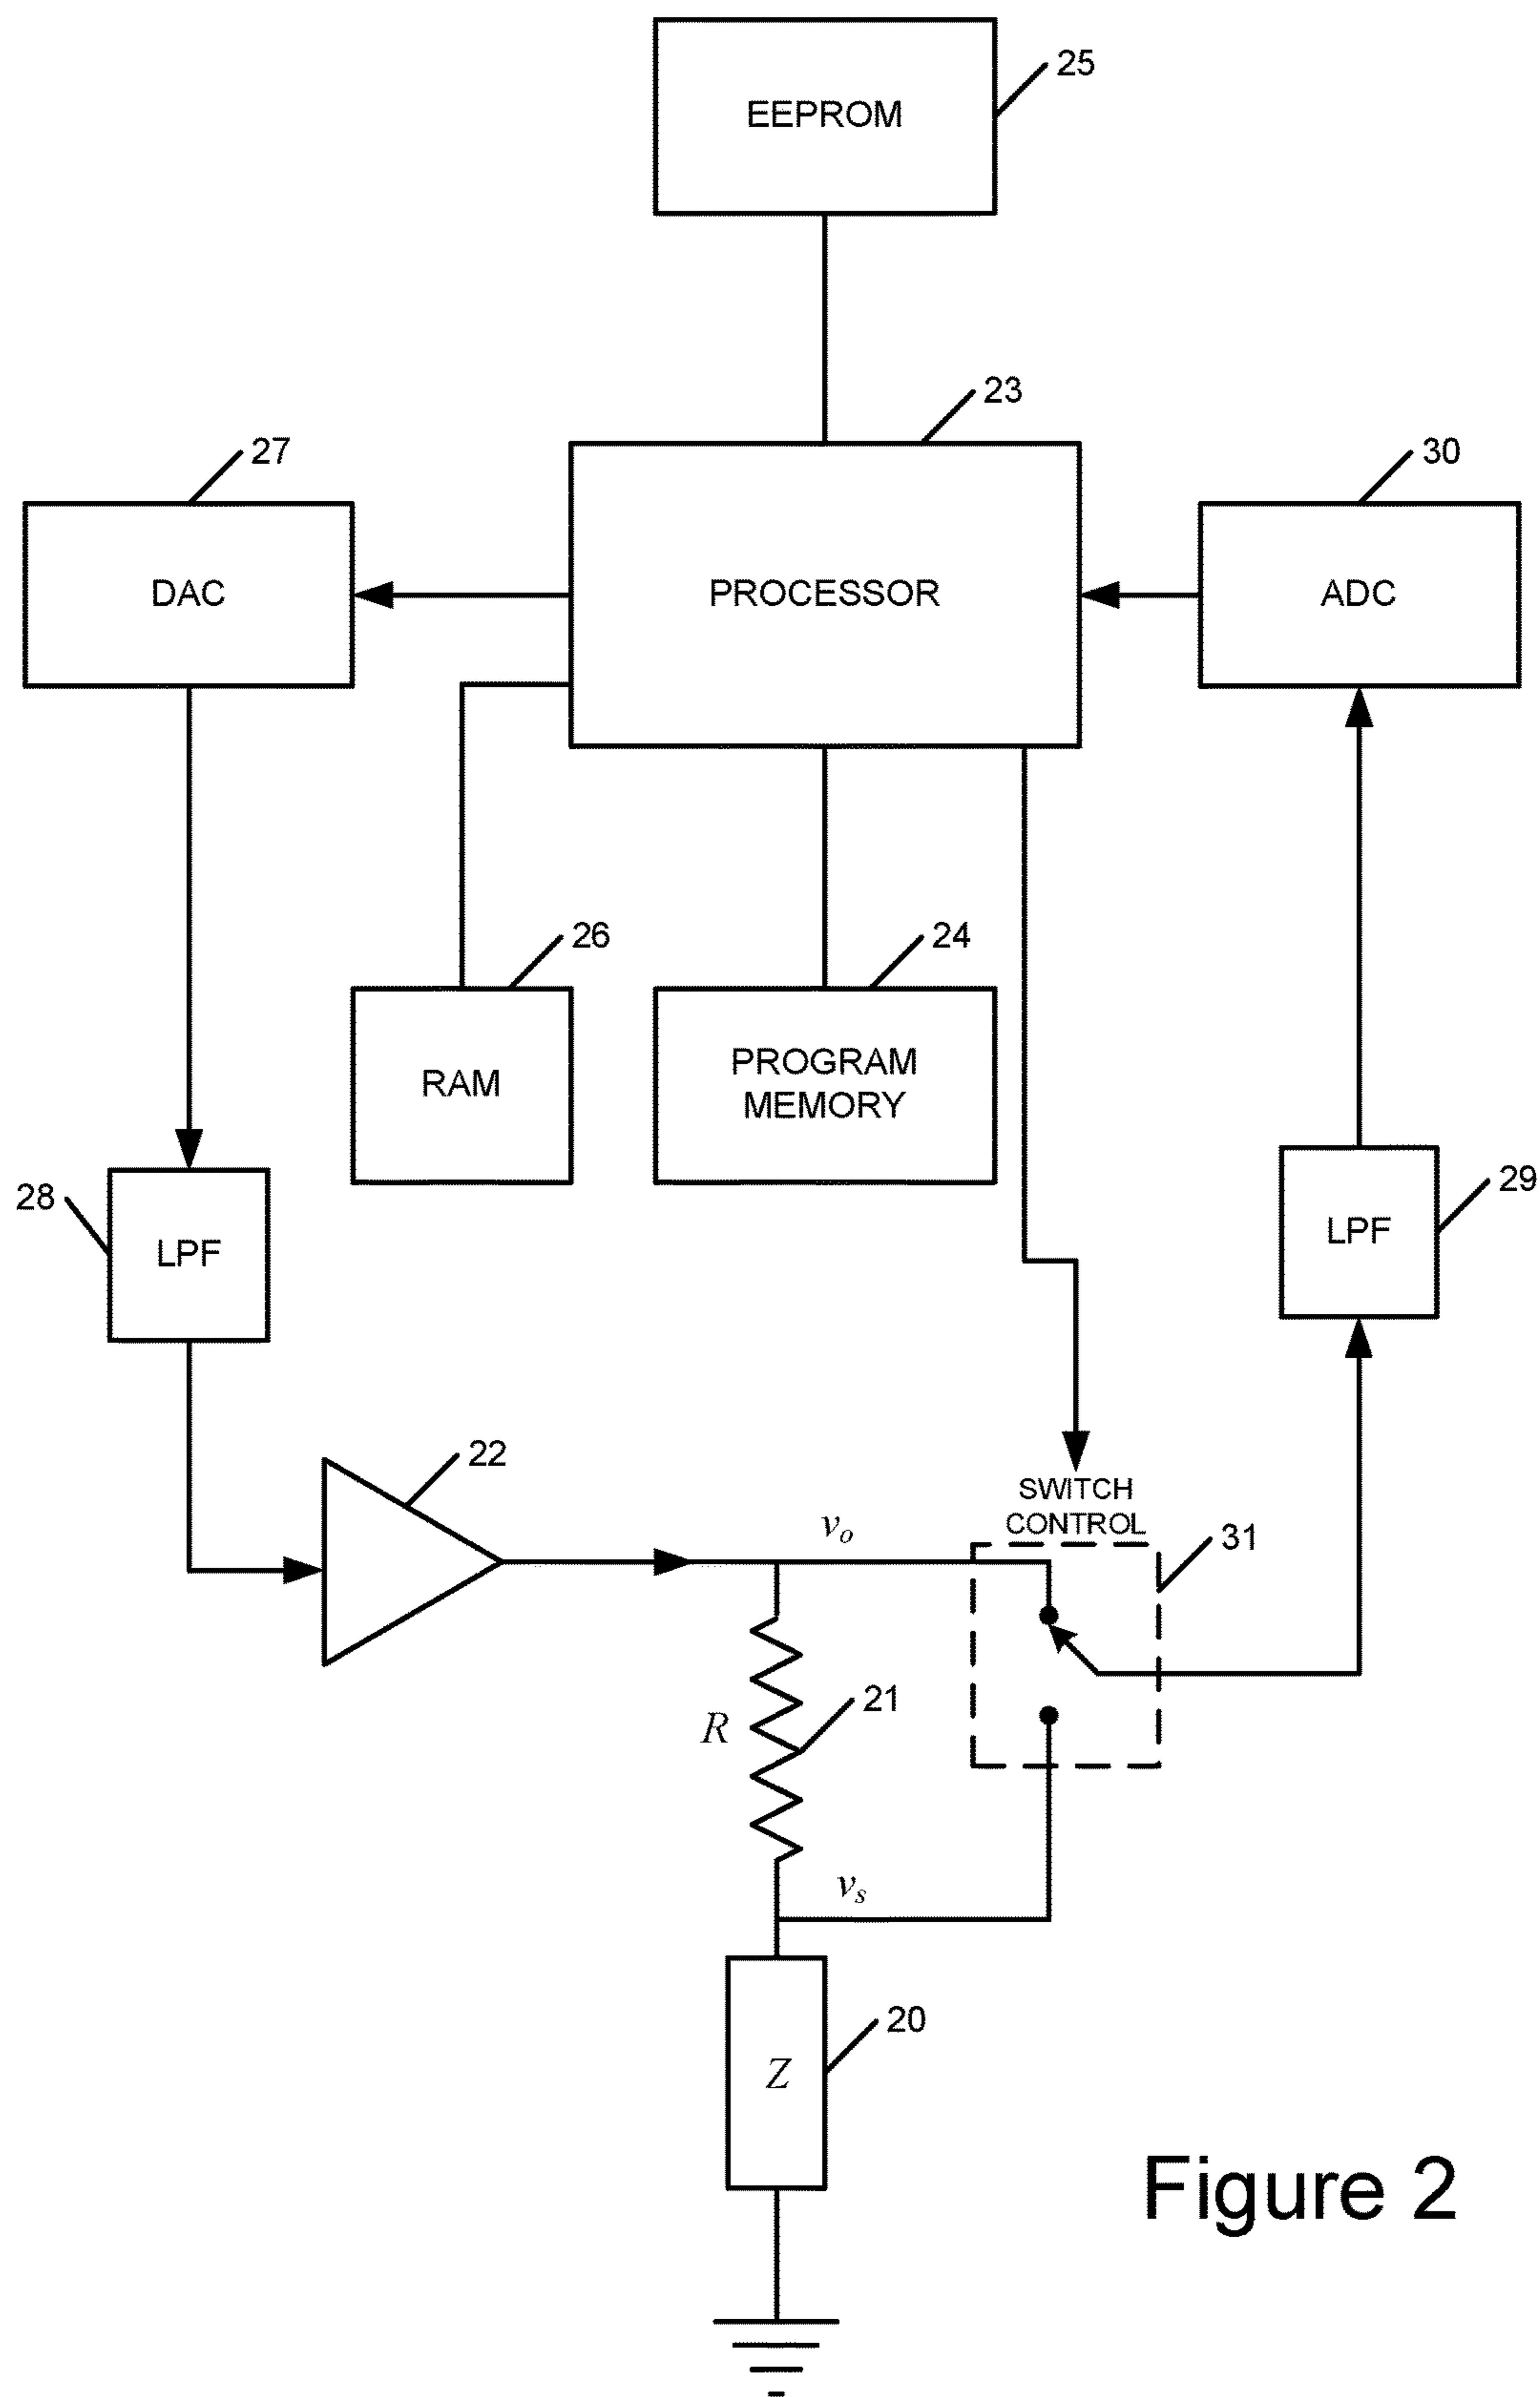 25
EEPROM
23
27
30
DAC
PROCESSOR
ADC
26
24
RAM
PROGRAM
MEMORY
28
LPF
29
LPF
22
SWITCH
CONTROL
31
vo
R
21
vs
20
Z
Figure 2